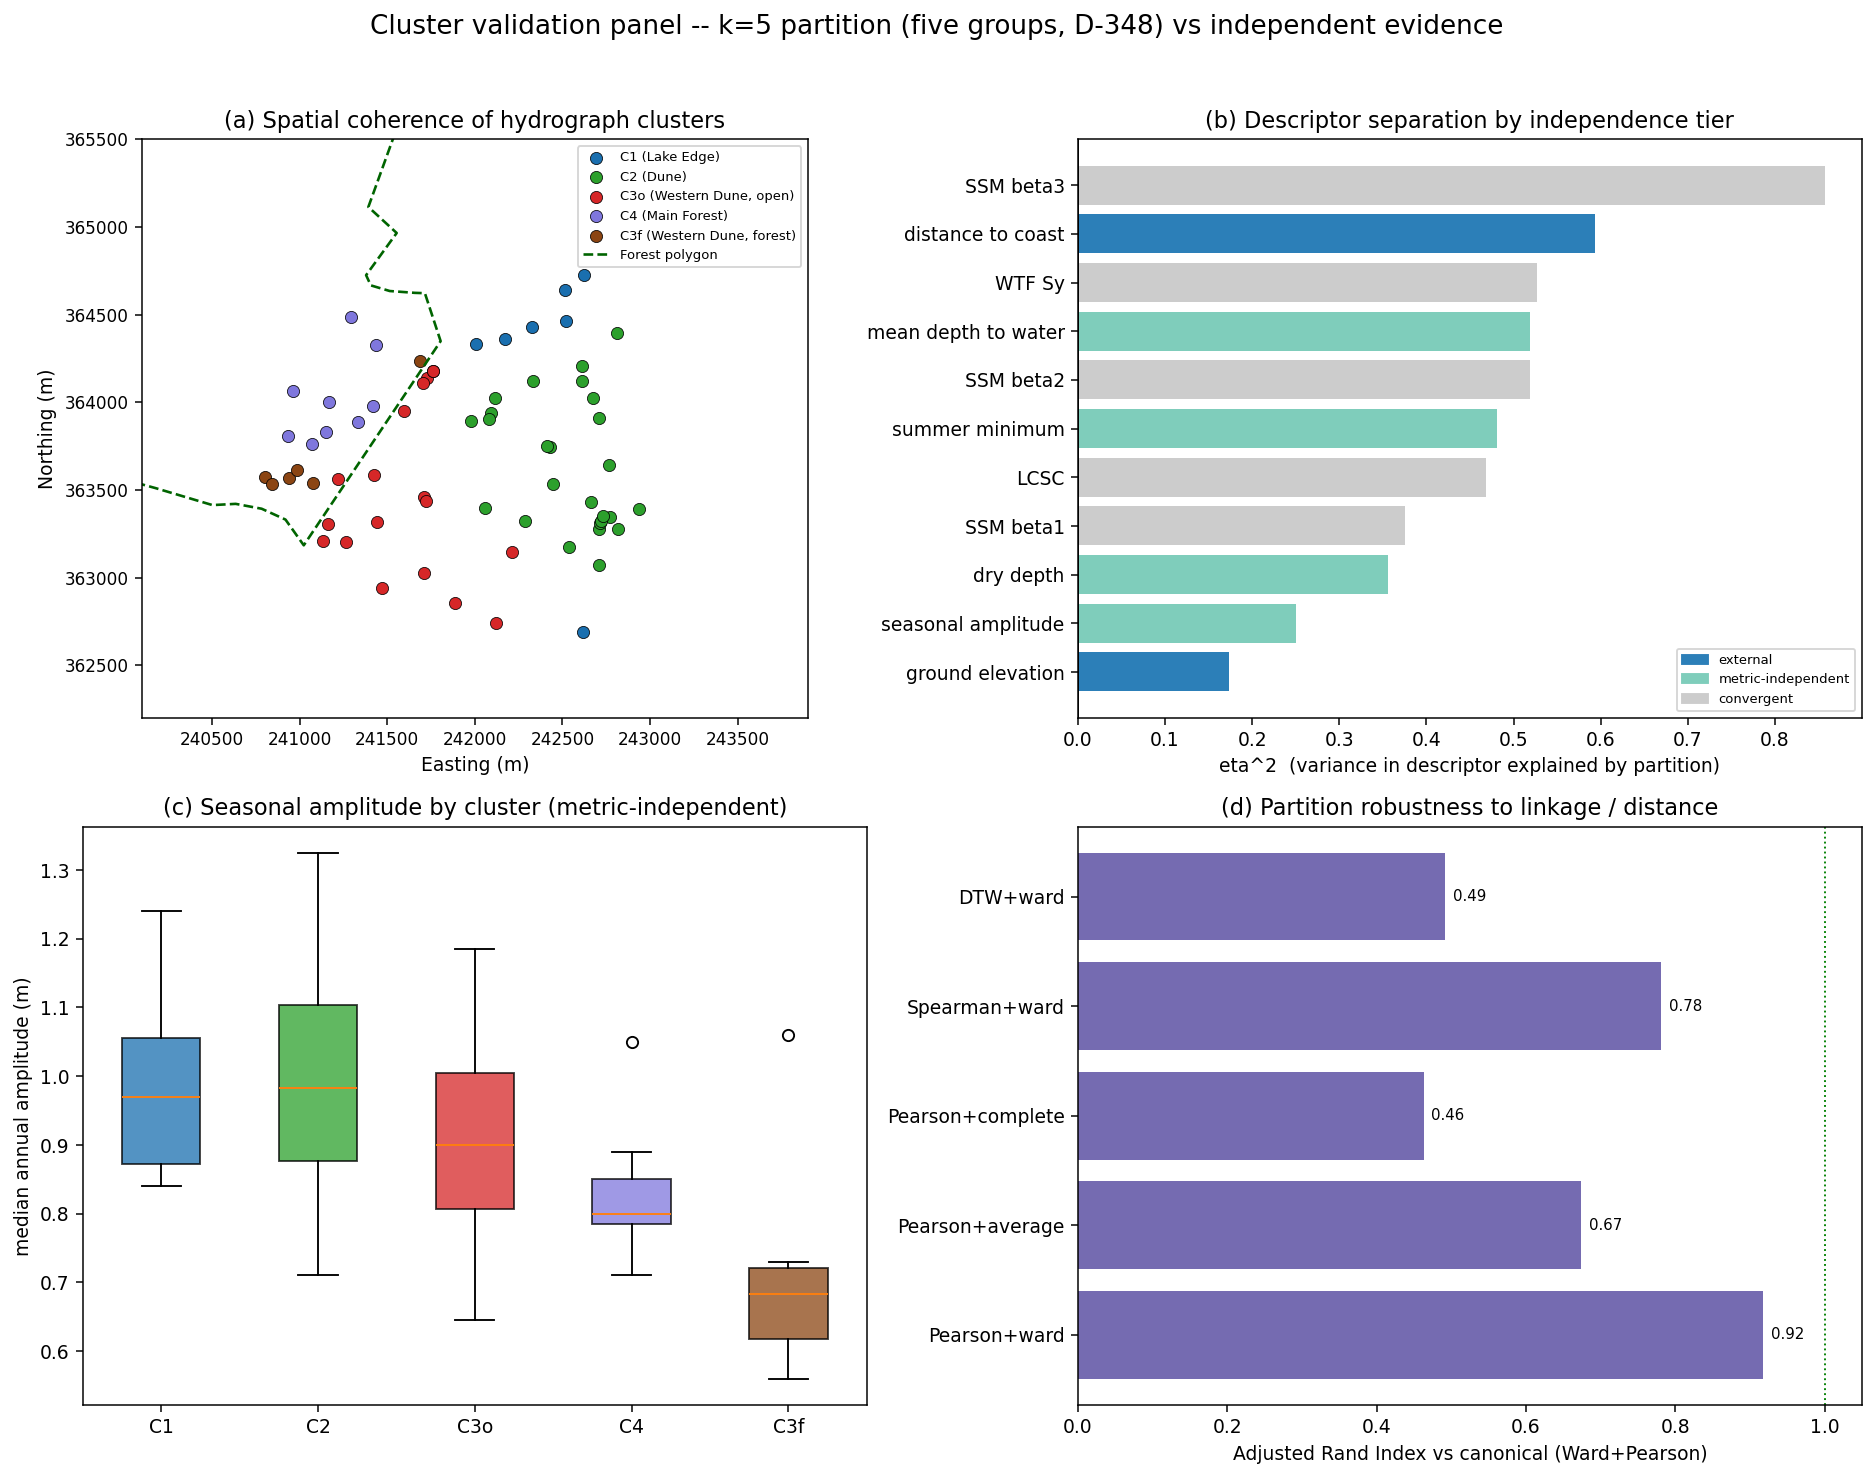 Cluster validation panel -- k=5 partition (five groups, D-348) vs independent evidence
(a) Spatial coherence of hydrograph clusters
365500
365000
364500
364000
363500
363000
362500
Northing (m)
C1 (Lake Edge)
C2 (Dune)
C3o (Western Dune, open)
C4 (Main Forest)
C3f (Western Dune, forest)
Forest polygon
240500 241000 241500 242000 242500 243000 243500
Easting (m)
(b) Descriptor separation by independence tier
SSM beta3
distance to coast
WTF Sy
mean depth to water
SSM beta2
summer minimum
LCSC
SSM beta1
dry depth
seasonal amplitude
ground elevation
external
metric-independent
convergent
0.0 0.1 0.2 0.3 0.4 0.5 0.6 0.7 0.8
eta^2  (variance in descriptor explained by partition)
(c) Seasonal amplitude by cluster (metric-independent)
1.3
1.2
1.1
1.0
0.9
0.8
0.7
0.6
median annual amplitude (m)
C1 C2 C3o C4 C3f
(d) Partition robustness to linkage / distance
DTW+ward 0.49
Spearman+ward 0.78
Pearson+complete 0.46
Pearson+average 0.67
Pearson+ward 0.92
0.0 0.2 0.4 0.6 0.8 1.0
Adjusted Rand Index vs canonical (Ward+Pearson)